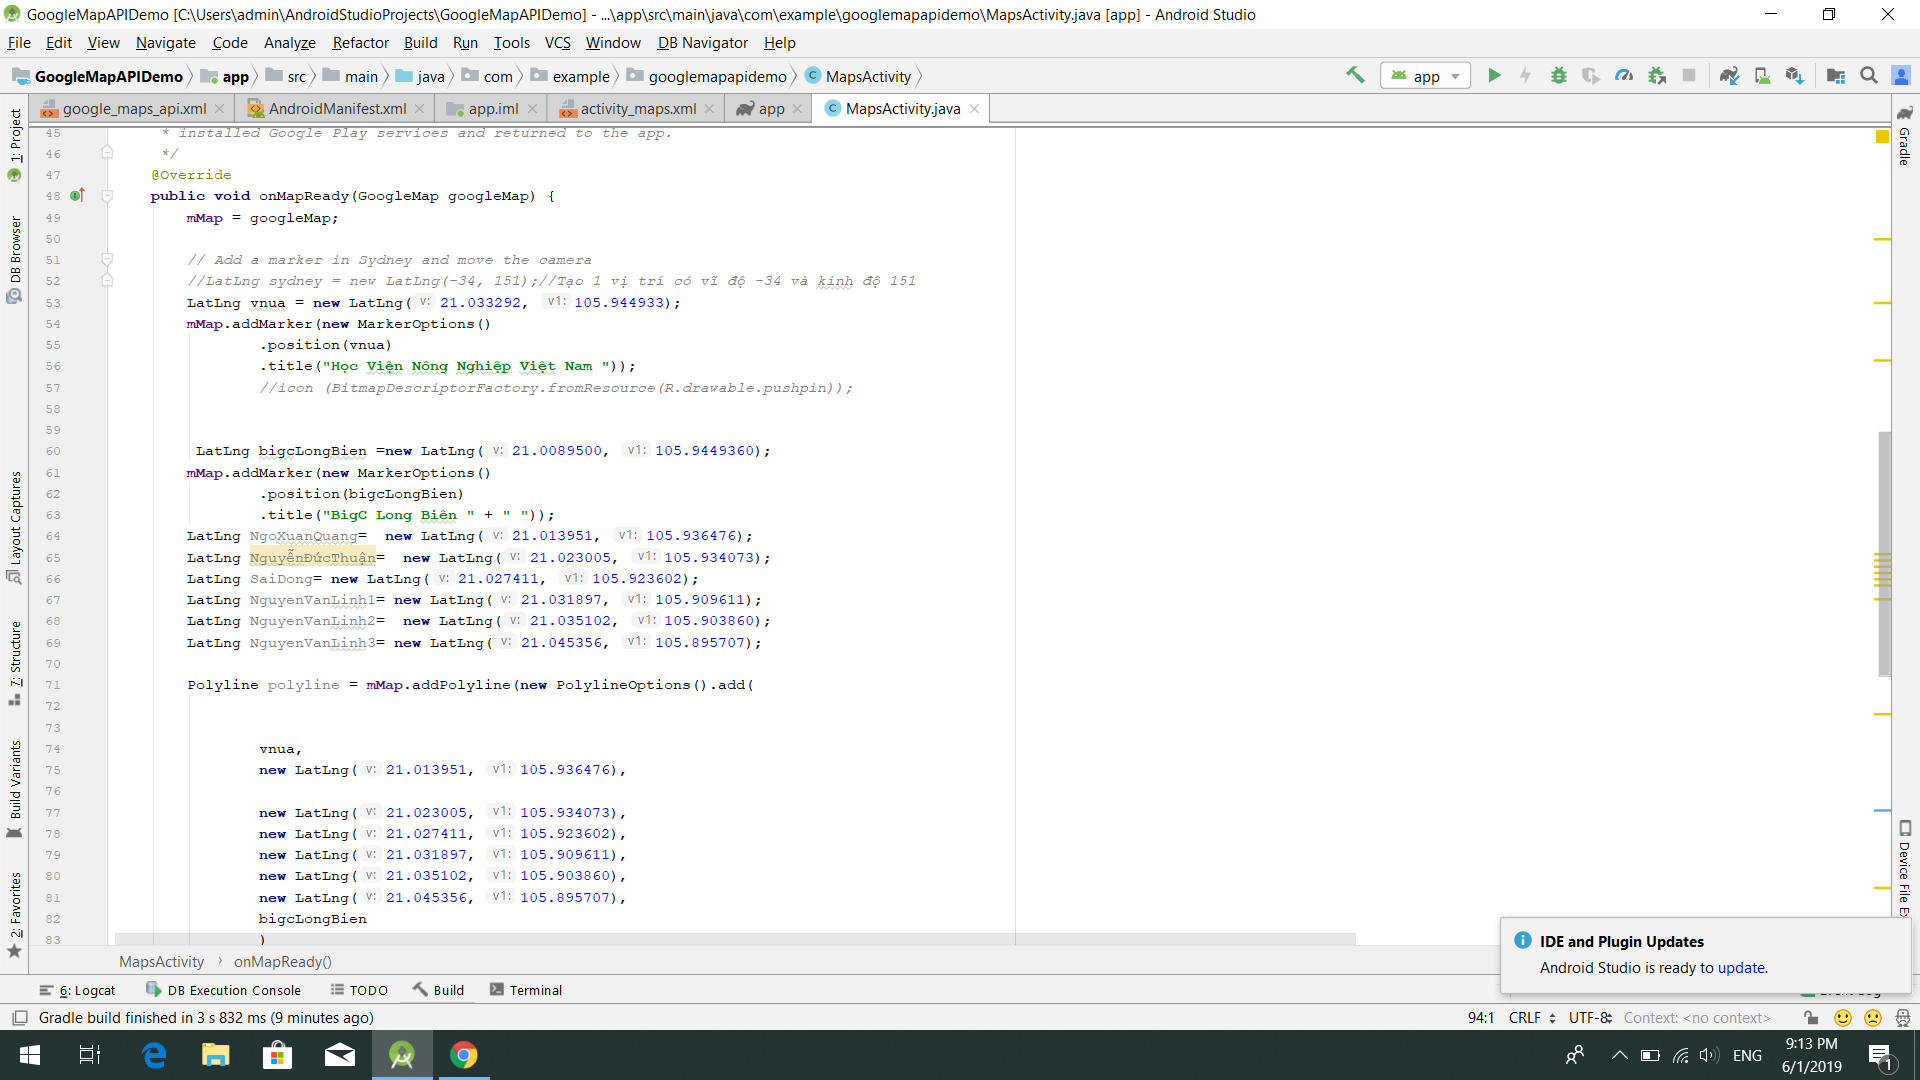 GoogleMapAPIDemo [C:\Users\admin\AndroidStudioProjects\GoogleMapAPIDemo] - ...\app\src\main\java\com\example\googlemapapidemo\MapsActivity.java [app] - Android Studio
File Edit View Navigate Code Analyze Refactor Build Run Tools VCS Window DB Navigator Help
GoogleMapAPIDemo app src main java com example googlemapapidemo MapsActivity app
google_maps_api.xml AndroidManifest.xml app.iml activity_maps.xml app MapsActivity.java
1: Project
DB Browser
Layout Captures
7: Structure
Build Variants
2: Favorites
Gradle
Device File Ex
45 * installed Google Play services and returned to the app.
46 */
47 @Override
48 public void onMapReady(GoogleMap googleMap) {
49 mMap = googleMap;
50
51 // Add a marker in Sydney and move the camera
52 //LatLng sydney = new LatLng(-34, 151);//Tạo 1 vị trí có vĩ độ -34 và kinh độ 151
53 LatLng vnua = new LatLng( v: 21.033292, v1: 105.944933);
54 mMap.addMarker(new MarkerOptions()
55 .position(vnua)
56 .title("Học Viện Nông Nghiệp Việt Nam "));
57 //icon (BitmapDescriptorFactory.fromResource(R.drawable.pushpin));
58
59
60 LatLng bigcLongBien =new LatLng( v: 21.0089500, v1: 105.9449360);
61 mMap.addMarker(new MarkerOptions()
62 .position(bigcLongBien)
63 .title("BigC Long Biên " + " "));
64 LatLng NgoXuanQuang= new LatLng( v: 21.013951, v1: 105.936476);
65 LatLng NguyễnĐứcThuận= new LatLng( v: 21.023005, v1: 105.934073);
66 LatLng SaiDong= new LatLng( v: 21.027411, v1: 105.923602);
67 LatLng NguyenVanLinh1= new LatLng( v: 21.031897, v1: 105.909611);
68 LatLng NguyenVanLinh2= new LatLng( v: 21.035102, v1: 105.903860);
69 LatLng NguyenVanLinh3= new LatLng( v: 21.045356, v1: 105.895707);
70
71 Polyline polyline = mMap.addPolyline(new PolylineOptions().add(
72
73
74 vnua,
75 new LatLng( v: 21.013951, v1: 105.936476),
76
77 new LatLng( v: 21.023005, v1: 105.934073),
78 new LatLng( v: 21.027411, v1: 105.923602),
79 new LatLng( v: 21.031897, v1: 105.909611),
80 new LatLng( v: 21.035102, v1: 105.903860),
81 new LatLng( v: 21.045356, v1: 105.895707),
82 bigcLongBien
83 )
MapsActivity › onMapReady()
IDE and Plugin Updates
Android Studio is ready to update.
6: Logcat DB Execution Console TODO Build Terminal
Gradle build finished in 3 s 832 ms (9 minutes ago) 94:1 CRLF UTF-8 Context: <no context>
ENG 9:13 PM
6/1/2019
1